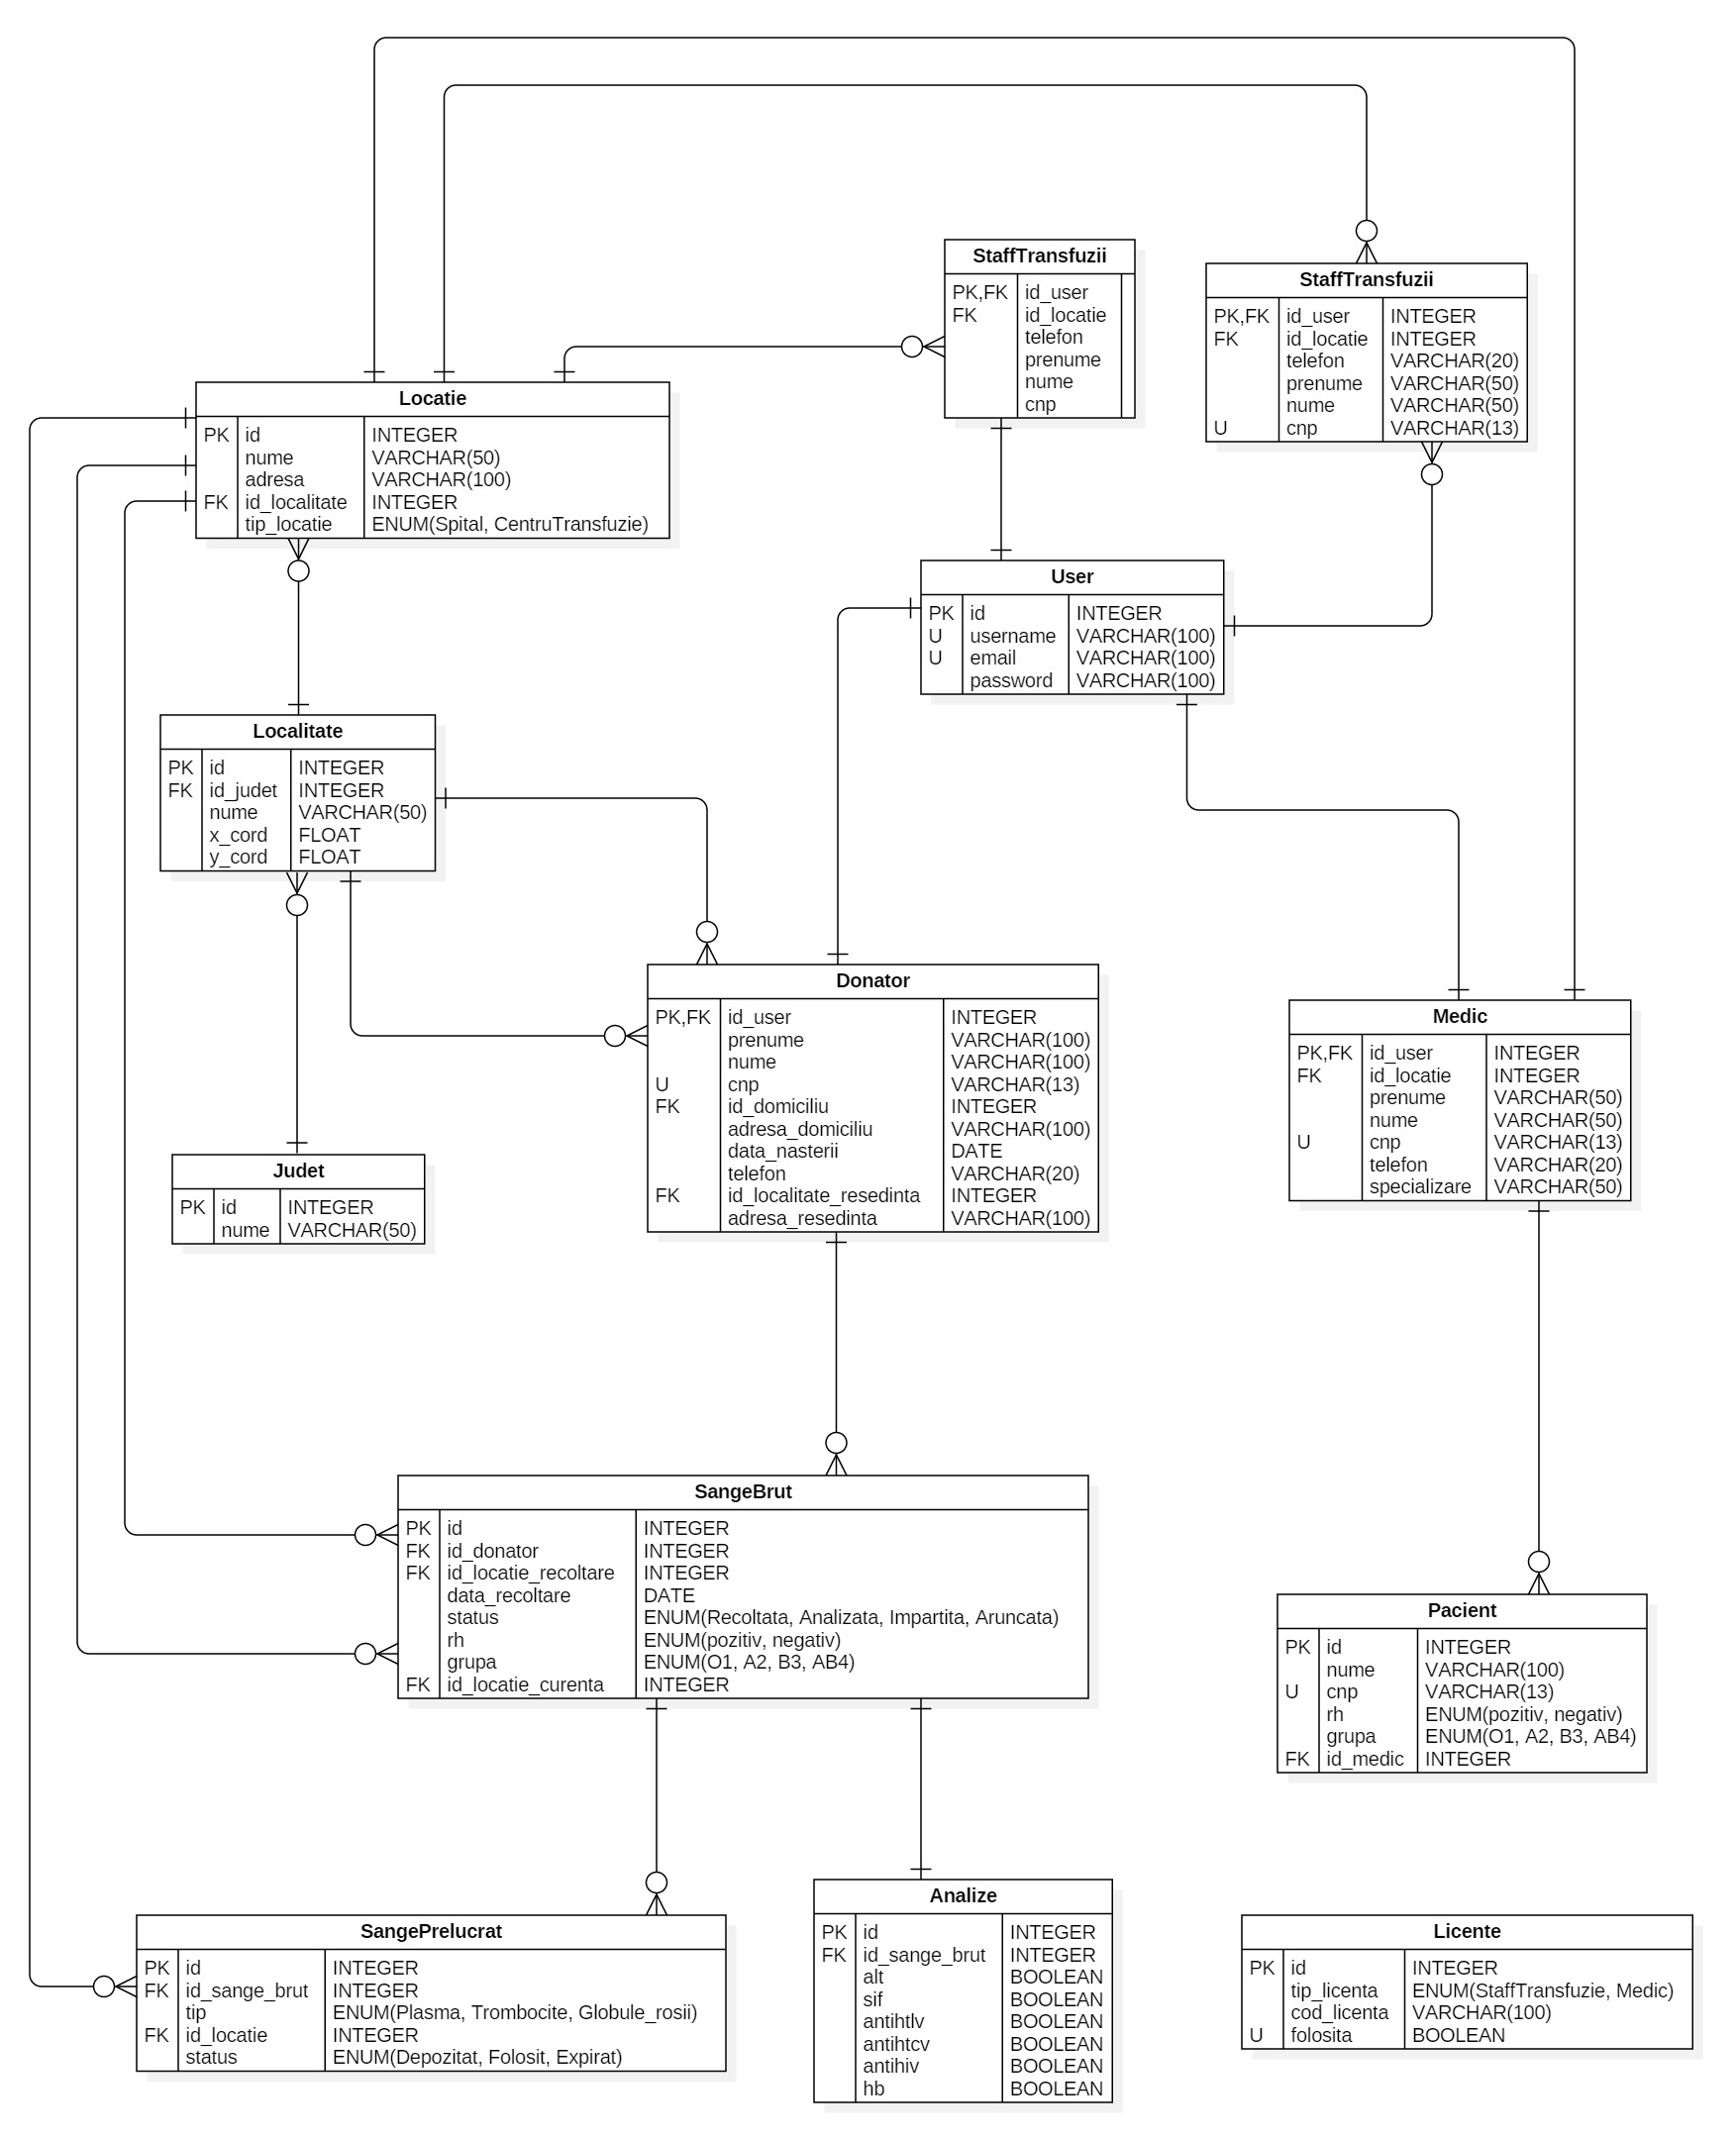 StaffTransfuzii
PK,FK id_user
FK id_locatie
telefon
prenume
nume
cnp
StaffTransfuzii
PK,FK id_user INTEGER
FK id_locatie INTEGER
telefon VARCHAR(20)
prenume VARCHAR(50)
nume VARCHAR(50)
U cnp VARCHAR(13)
Locatie
PK id INTEGER
nume VARCHAR(50)
adresa VARCHAR(100)
FK id_localitate INTEGER
tip_locatie ENUM(Spital, CentruTransfuzie)
User
PK id INTEGER
U username VARCHAR(100)
U email VARCHAR(100)
password VARCHAR(100)
Localitate
PK id INTEGER
FK id_judet INTEGER
nume VARCHAR(50)
x_cord FLOAT
y_cord FLOAT
Donator
PK,FK id_user INTEGER
prenume VARCHAR(100)
nume VARCHAR(100)
U cnp VARCHAR(13)
FK id_domiciliu INTEGER
adresa_domiciliu VARCHAR(100)
data_nasterii DATE
telefon VARCHAR(20)
FK id_localitate_resedinta INTEGER
adresa_resedinta VARCHAR(100)
Medic
PK,FK id_user INTEGER
FK id_locatie INTEGER
prenume VARCHAR(50)
nume VARCHAR(50)
U cnp VARCHAR(13)
telefon VARCHAR(20)
specializare VARCHAR(50)
Judet
PK id INTEGER
nume VARCHAR(50)
SangeBrut
PK id INTEGER
FK id_donator INTEGER
FK id_locatie_recoltare INTEGER
data_recoltare DATE
status ENUM(Recoltata, Analizata, Impartita, Aruncata)
rh ENUM(pozitiv, negativ)
grupa ENUM(O1, A2, B3, AB4)
FK id_locatie_curenta INTEGER
Pacient
PK id INTEGER
nume VARCHAR(100)
U cnp VARCHAR(13)
rh ENUM(pozitiv, negativ)
grupa ENUM(O1, A2, B3, AB4)
FK id_medic INTEGER
SangePrelucrat
PK id INTEGER
FK id_sange_brut INTEGER
tip ENUM(Plasma, Trombocite, Globule_rosii)
FK id_locatie INTEGER
status ENUM(Depozitat, Folosit, Expirat)
Analize
PK id INTEGER
FK id_sange_brut INTEGER
alt BOOLEAN
sif BOOLEAN
antihtlv BOOLEAN
antihtcv BOOLEAN
antihiv BOOLEAN
hb BOOLEAN
Licente
PK id INTEGER
tip_licenta ENUM(StaffTransfuzie, Medic)
cod_licenta VARCHAR(100)
U folosita BOOLEAN